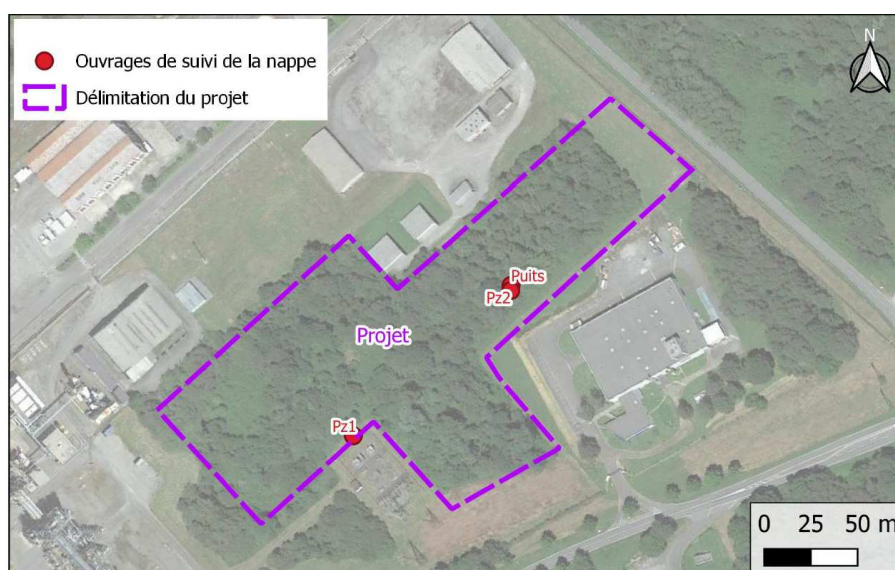 Ouvrages de suivi de la nappe
Délimitation du projet
N
Puits
Pz2
Projet
Pz1
0 25 50 m